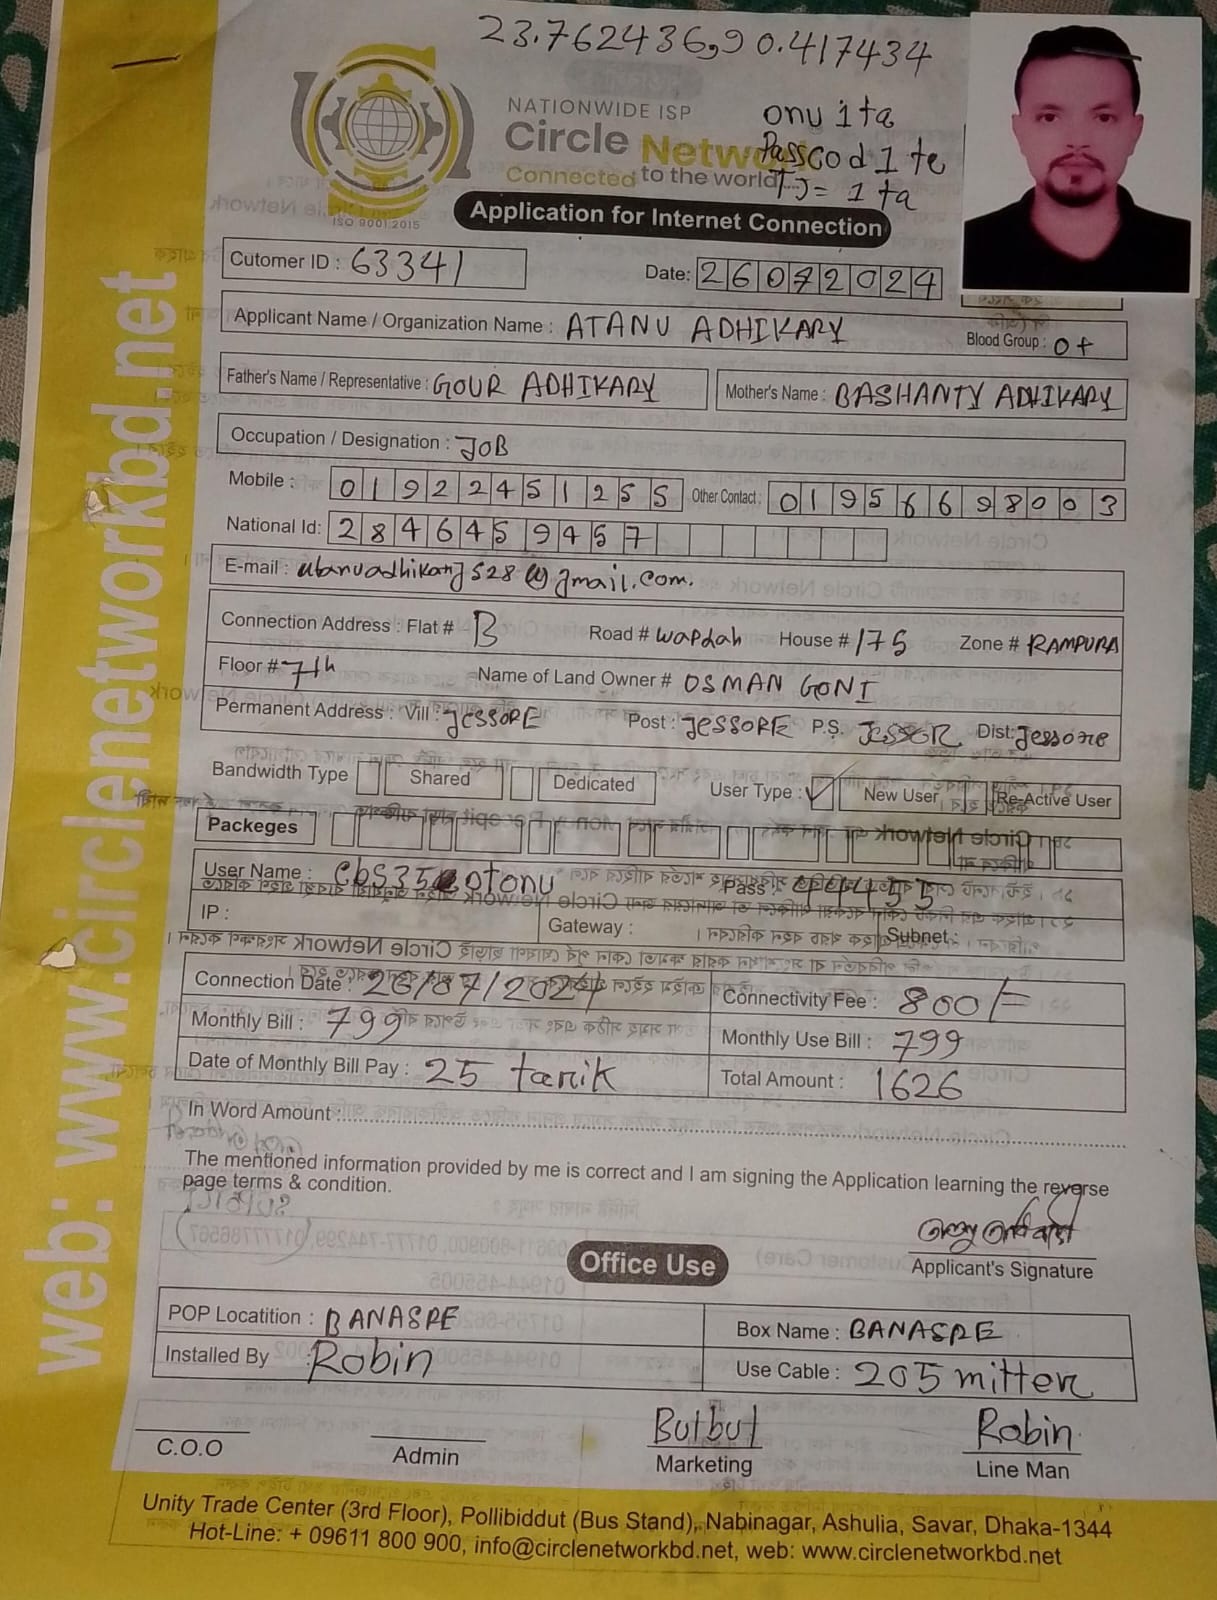 23.762436,90.417434
NATIONWIDE ISP
Circle Network
Connected to the world
ISO 9001:2015
onu 1 ta
Passcod 1 te
TJ = 1 ta
Application for Internet Connection
Cutomer ID : 63341
Date: 26072024
Applicant Name / Organization Name : ATANU ADHIKARY
Blood Group : O+
Father's Name / Representative : GOUR ADHIKARY
Mother's Name : BASHANTY ADHIKARY
Occupation / Designation : JOB
Mobile : 01922451255 Other Contact : 01956698003
National Id: 2846459457
E-mail : @ gmail.com.
Connection Address : Flat # B Road # wapdah House # 175 Zone # RAMPURA
Floor # 7th Name of Land Owner # OSMAN GONI
Permanent Address : Vill : JESSORE Post : JESSORE P.S. Dist: Jessore
Bandwidth Type Shared Dedicated User Type : ✓ New User Re-Active User
Packeges
User Name : Pass :
IP : Gateway : Subnet :
Connection Date : 26/07/2024
Connectivity Fee : 800/=
Monthly Bill : 799
Monthly Use Bill : 799
Date of Monthly Bill Pay : 25 tarik
Total Amount : 1626
In Word Amount :
The mentioned information provided by me is correct and I am signing the Application learning the reverse
page terms & condition.
Applicant's Signature
Office Use
POP Locatition : BANASRE
Box Name : BANASRE
Installed By : Robin
Use Cable : 205 mitter
C.O.O
Admin
Bulbul
Marketing
Robin
Line Man
Unity Trade Center (3rd Floor), Pollibiddut (Bus Stand), Nabinagar, Ashulia, Savar, Dhaka-1344
Hot-Line: + 09611 800 900, info@circlenetworkbd.net, web: www.circlenetworkbd.net
web: www.circlenetworkbd.net